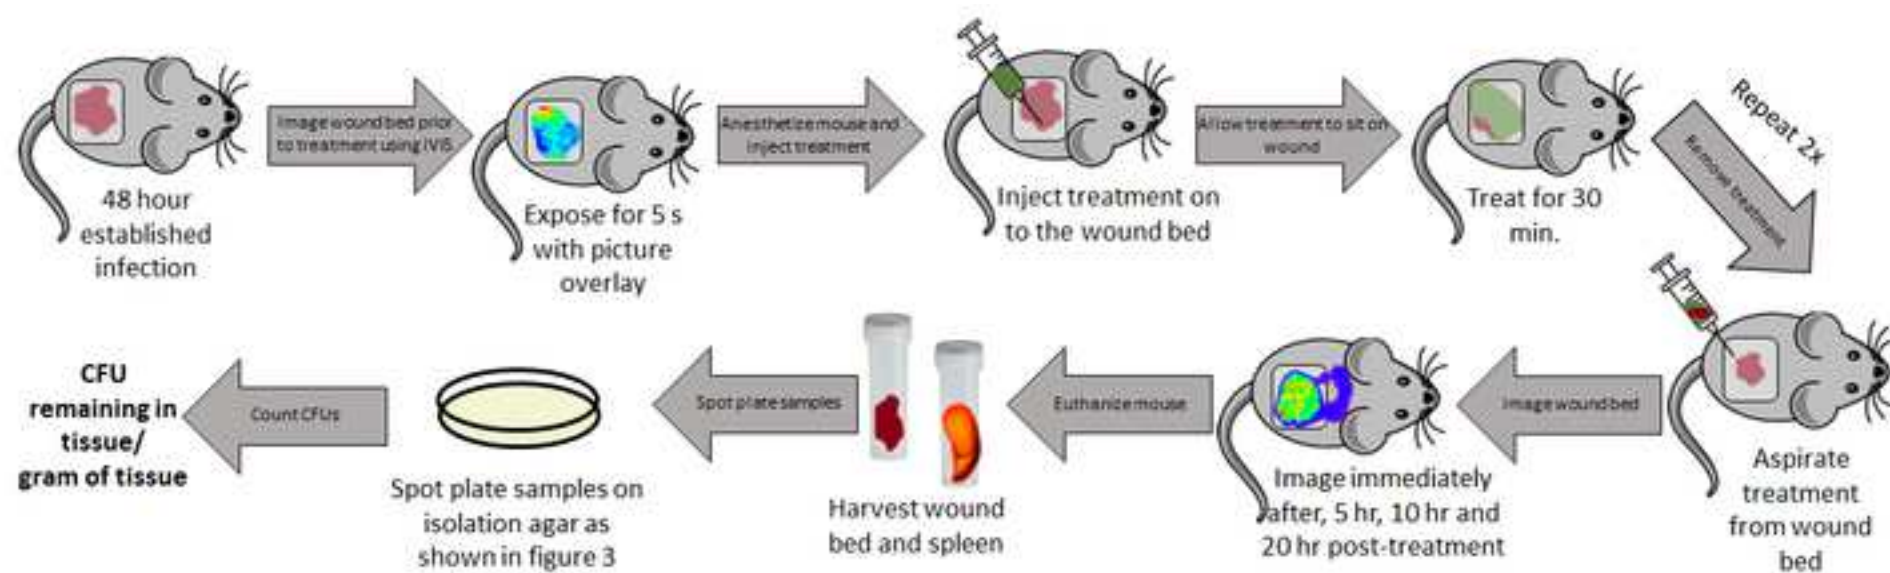 Image wound bed prior
to treatment using IVIS
Anesthetize mouse and
inject treatment
Allow treatment to sit on
wound
Repeat 2x
Remove treatment
48 hour
established
infection
Expose for 5 s
with picture
overlay
Inject treatment on
to the wound bed
Treat for 30
min.
CFU
remaining in
tissue/
gram of tissue
Count CFUs
Spot plate samples
Euthanize mouse
Image wound bed
Spot plate samples on
isolation agar as
shown in figure 3
Harvest wound
bed and spleen
Image immediately
after, 5 hr, 10 hr and
20 hr post-treatment
Aspirate
treatment
from wound
bed